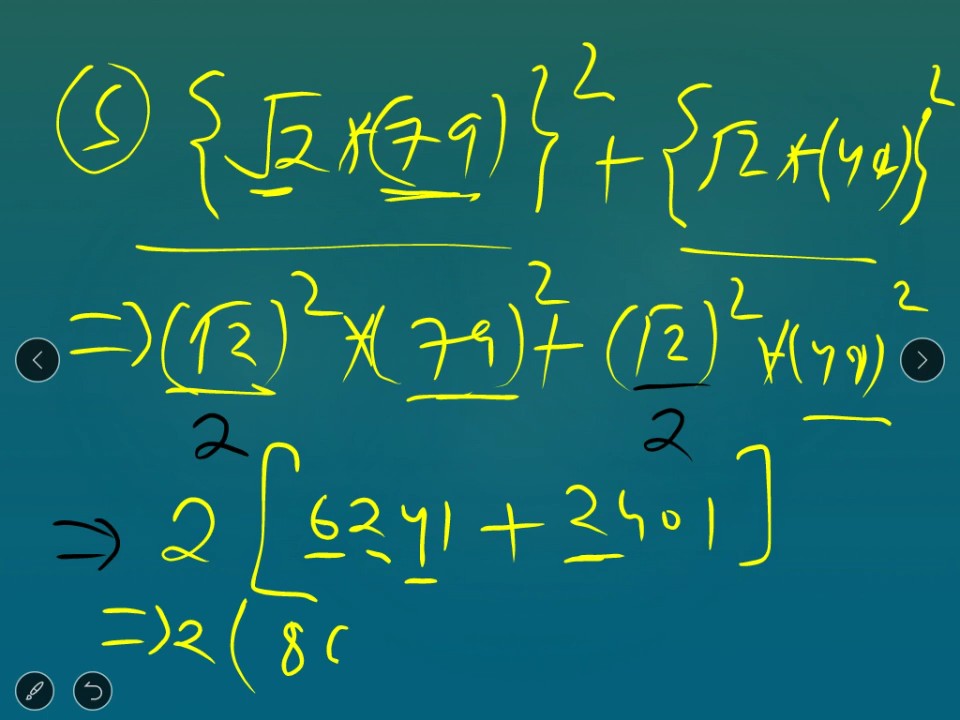 (5) {√2 × (79)}² + {√2 × (49)}²
⇒ (√2)² × (79)² + (√2)² × (49)²
2 2
⇒ 2 [6241 + 2401]
⇒ 2 ( 8